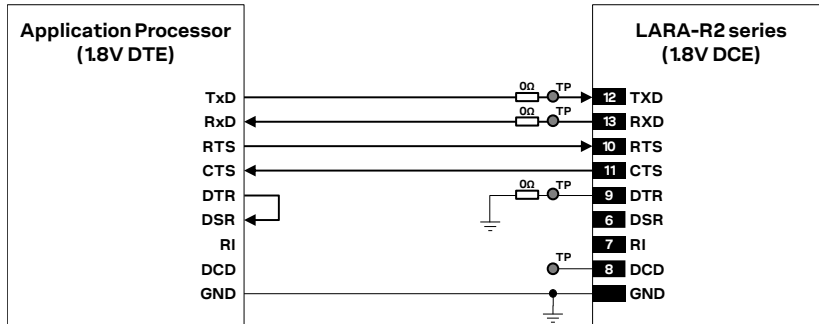 Application Processor
(1.8V DTE)
LARA-R2 series
(1.8V DCE)
TxD 0Ω TP 12 TXD
RxD 0Ω TP 13 RXD
RTS 10 RTS
CTS 11 CTS
DTR 0Ω TP 9 DTR
DSR 6 DSR
RI 7 RI
DCD TP 8 DCD
GND GND